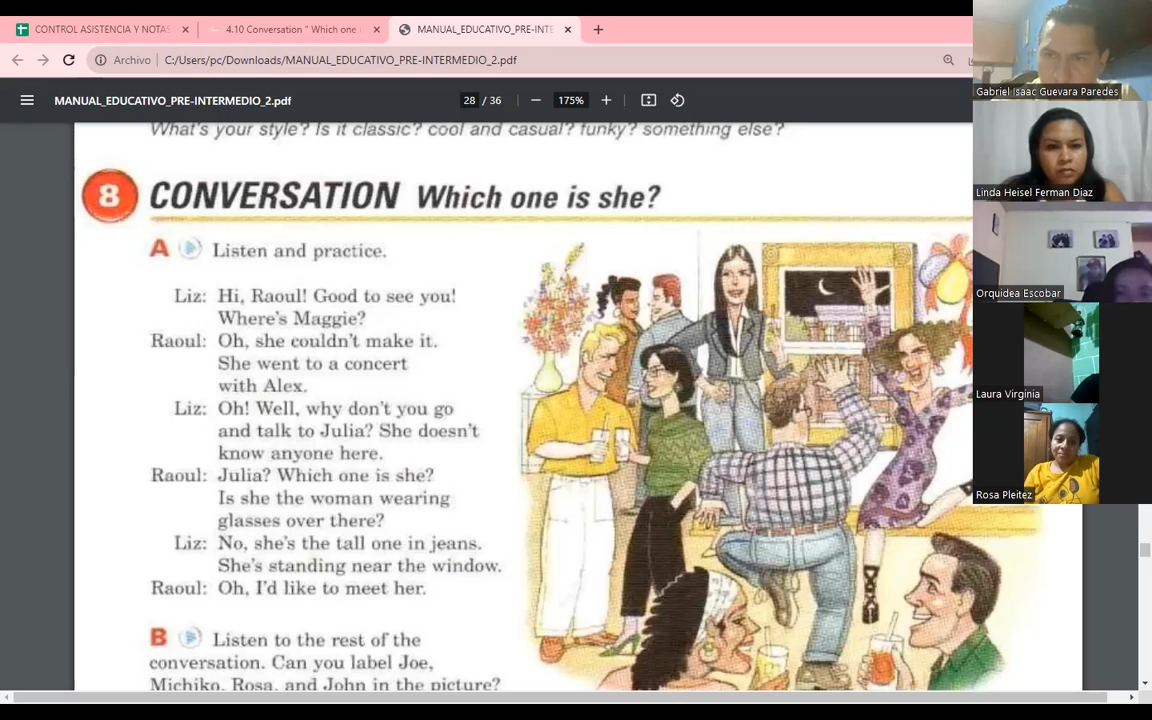 CONTROL ASISTENCIA Y NOTAS
4.10 Conversation " Which one
MANUAL_EDUCATIVO_PRE-INTE
Archivo
C:/Users/pc/Downloads/MANUAL_EDUCATIVO_PRE-INTERMEDIO_2.pdf
MANUAL_EDUCATIVO_PRE-INTERMEDIO_2.pdf
28 / 36
175%
What's your style? Is it classic? cool and casual? funky? something else?
8 CONVERSATION Which one is she?
A Listen and practice.
Liz: Hi, Raoul! Good to see you!
Where's Maggie?
Raoul: Oh, she couldn't make it.
She went to a concert
with Alex.
Liz: Oh! Well, why don't you go
and talk to Julia? She doesn't
know anyone here.
Raoul: Julia? Which one is she?
Is she the woman wearing
glasses over there?
Liz: No, she's the tall one in jeans.
She's standing near the window.
Raoul: Oh, I'd like to meet her.
B Listen to the rest of the
conversation. Can you label Joe,
Michiko, Rosa, and John in the picture?
Gabriel Isaac Guevara Paredes
Linda Heisel Ferman Diaz
Orquidea Escobar
Laura Virginia
Rosa Pleitez